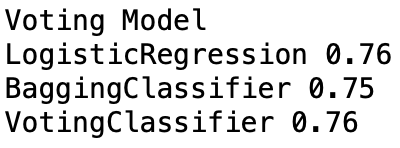 Voting Model
LogisticRegression 0.76
BaggingClassifier 0.75
VotingClassifier 0.76